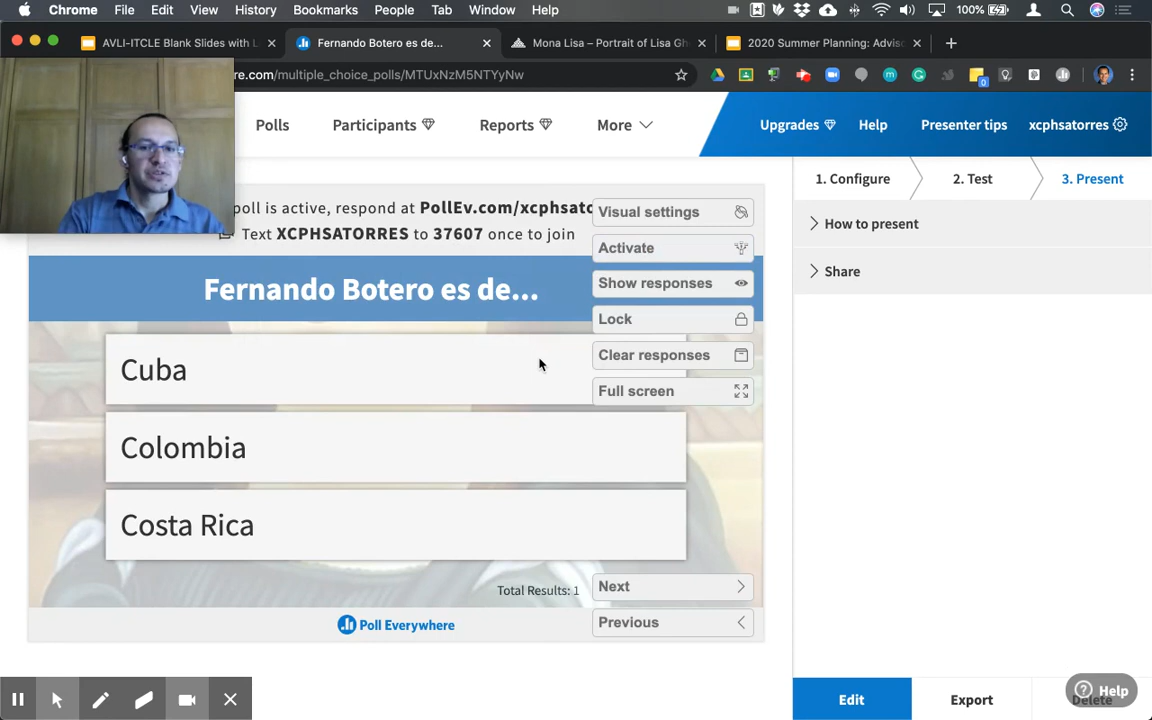 Chrome File Edit View History Bookmarks People Tab Window Help 100%
AVLI-ITCLE Blank Slides with L
Fernando Botero es de...
Mona Lisa – Portrait of Lisa Gh
2020 Summer Planning: Adviso
re.com/multiple_choice_polls/MTUxNzM5NTYyNw
Polls
Participants
Reports
More
Upgrades
Help
Presenter tips
xcphsatorres
1. Configure
2. Test
3. Present
How to present
Share
poll is active, respond at PollEv.com/xcphsato
Text XCPHSATORRES to 37607 once to join
Fernando Botero es de...
Cuba
Colombia
Costa Rica
Visual settings
Activate
Show responses
Lock
Clear responses
Full screen
Total Results: 1
Next
Previous
Poll Everywhere
Edit
Export
Delete
Help